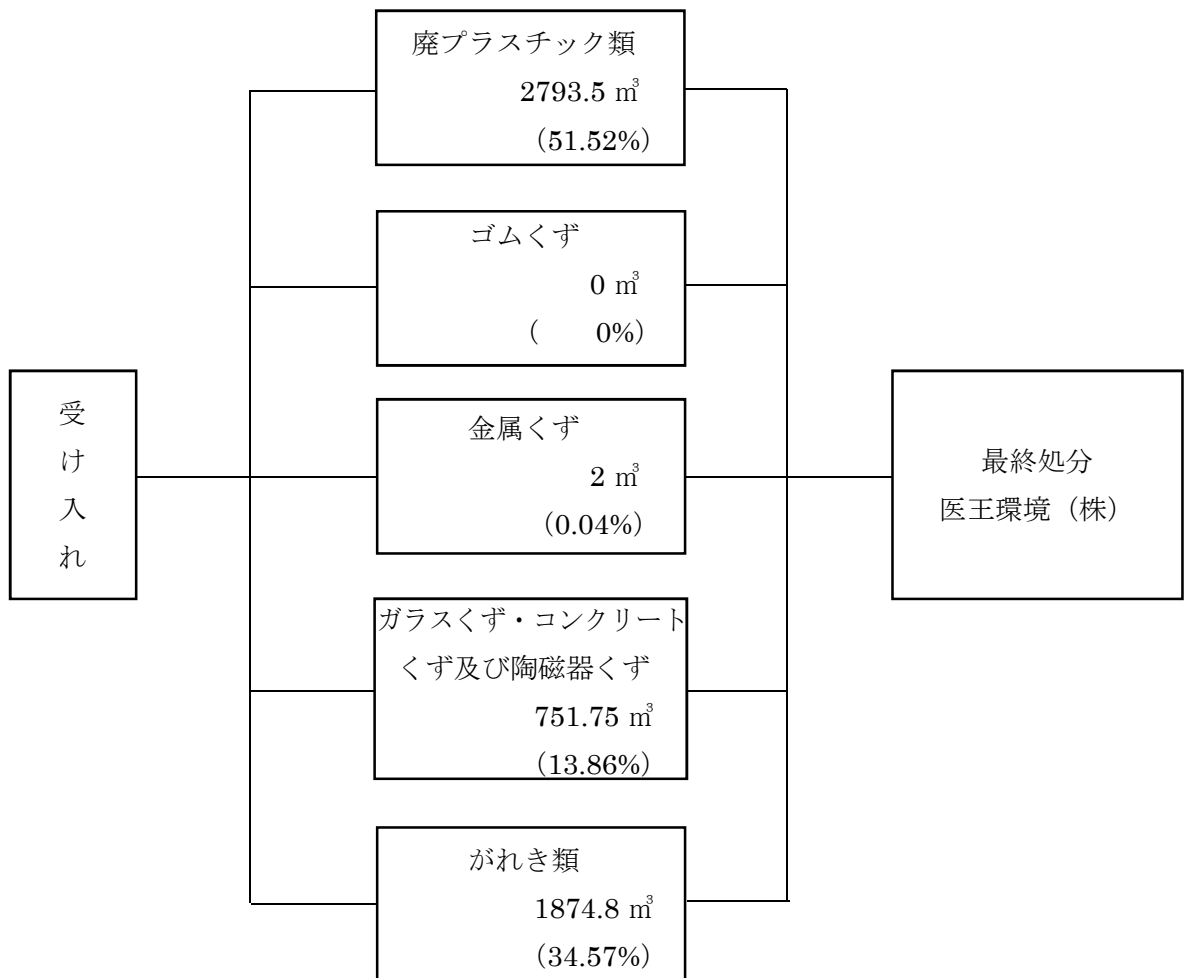 廃プラスチック類
2793.5 ㎥
(51.52%)
ゴムくず
0 ㎥
(　　0%)
受け入れ
金属くず
2 ㎥
(0.04%)
最終処分
医王環境（株）
ガラスくず・コンクリート
くず及び陶磁器くず
751.75 ㎥
(13.86%)
がれき類
1874.8 ㎥
(34.57%)